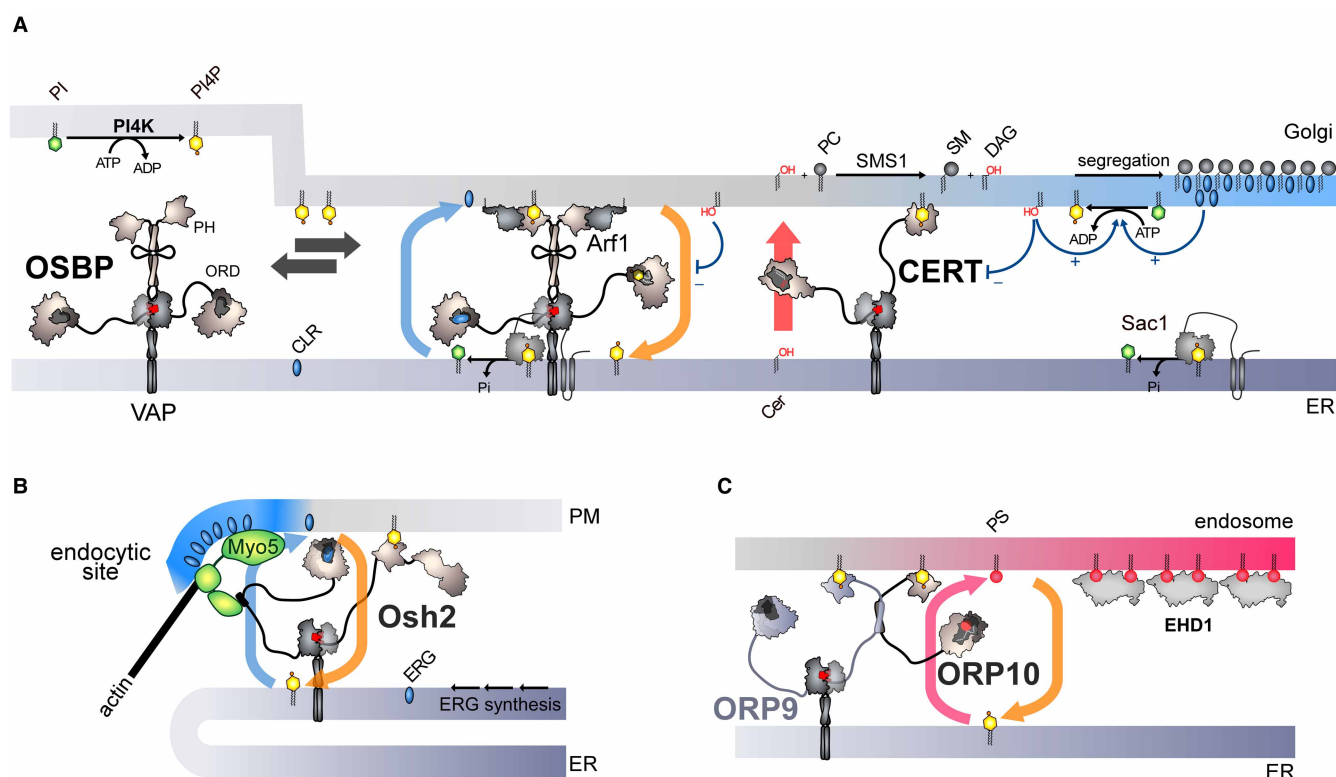 A
PI
PI4P
PI4K
ATP
ADP
OSBP
PH
ORD
VAP
CLR
Arf1
Pi
−
OH
+
PC
SMS1
SM
+
DAG
OH
segregation
Golgi
HO
HO
ADP
ATP
+
+
CERT
−
Sac1
Pi
OH
Cer
ER
B
PM
endocytic
site
Myo5
Osh2
actin
ERG
ERG synthesis
ER
C
PS
endosome
EHD1
ORP10
ORP9
ER